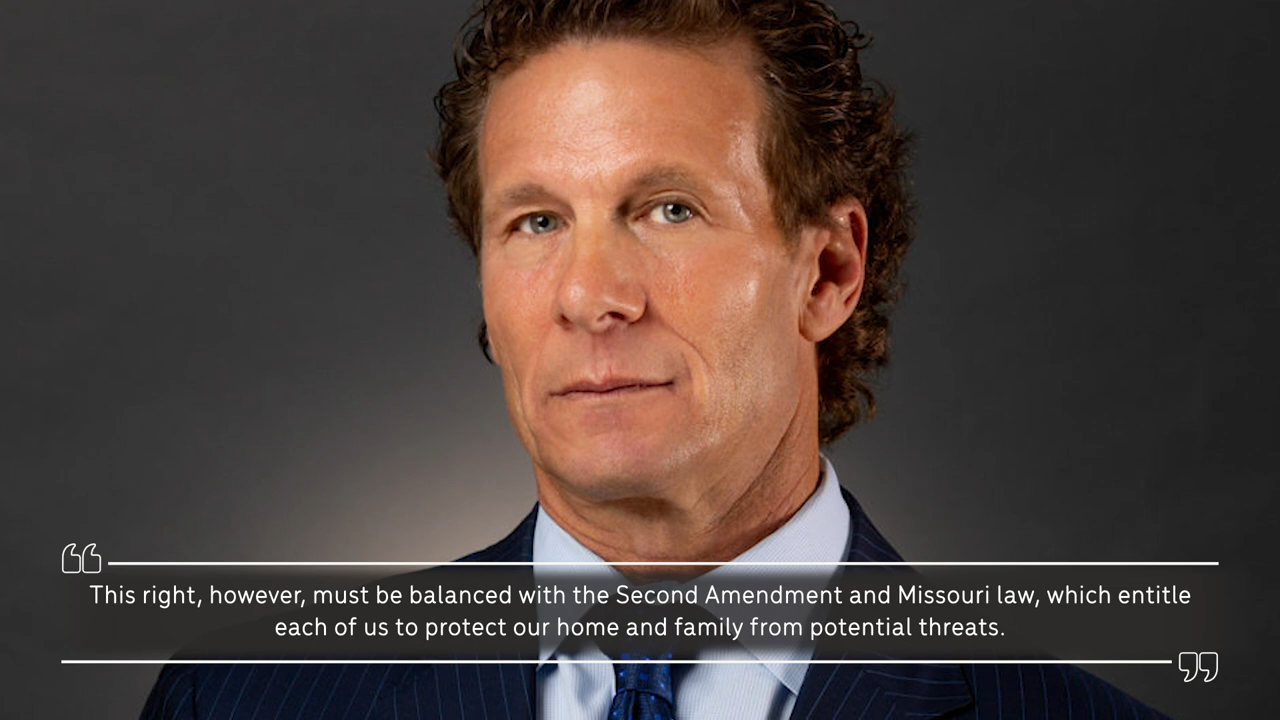 This right, however, must be balanced with the Second Amendment and Missouri law, which entitle
each of us to protect our home and family from potential threats.